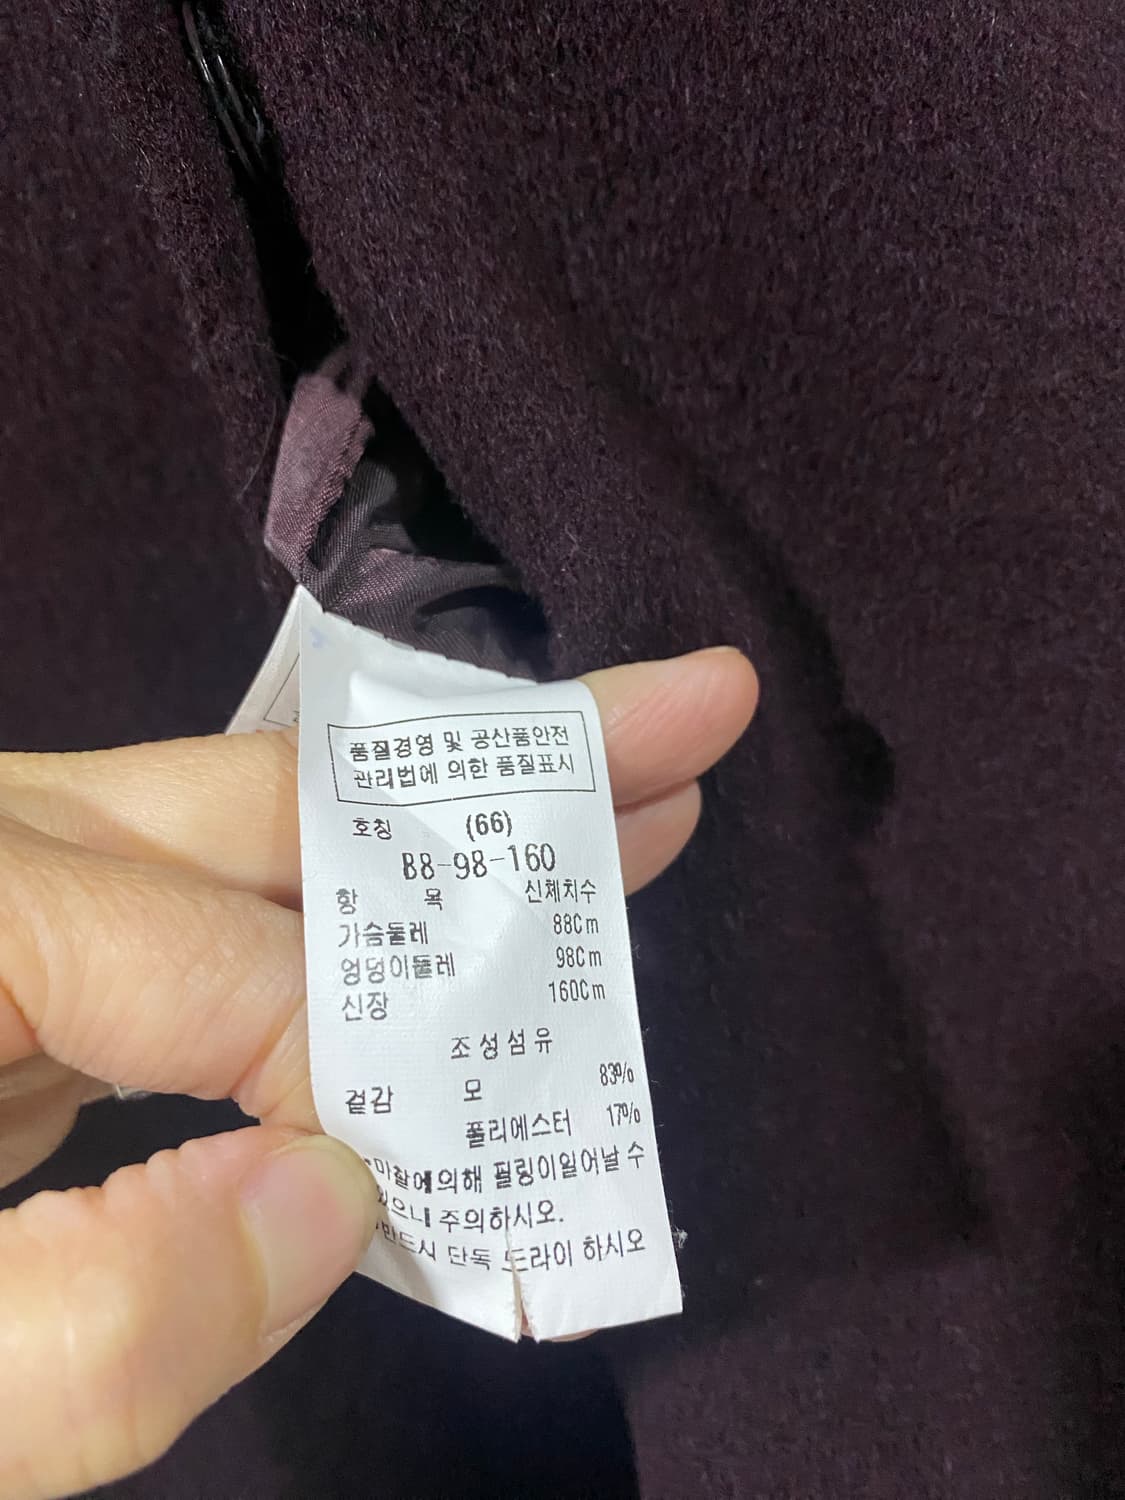 품질경영 및 공산품안전
관리법에 의한 품질표시
호칭 (66)
88-98-160
항 목 신체치수
가슴둘레 88Cm
엉덩이둘레 98Cm
신장 160Cm
조성섬유
겉감 모 83%
폴리에스터 17%
*마찰에의해 필링이일어날 수
있으니 주의하시오.
반드시 단독 드라이 하시오